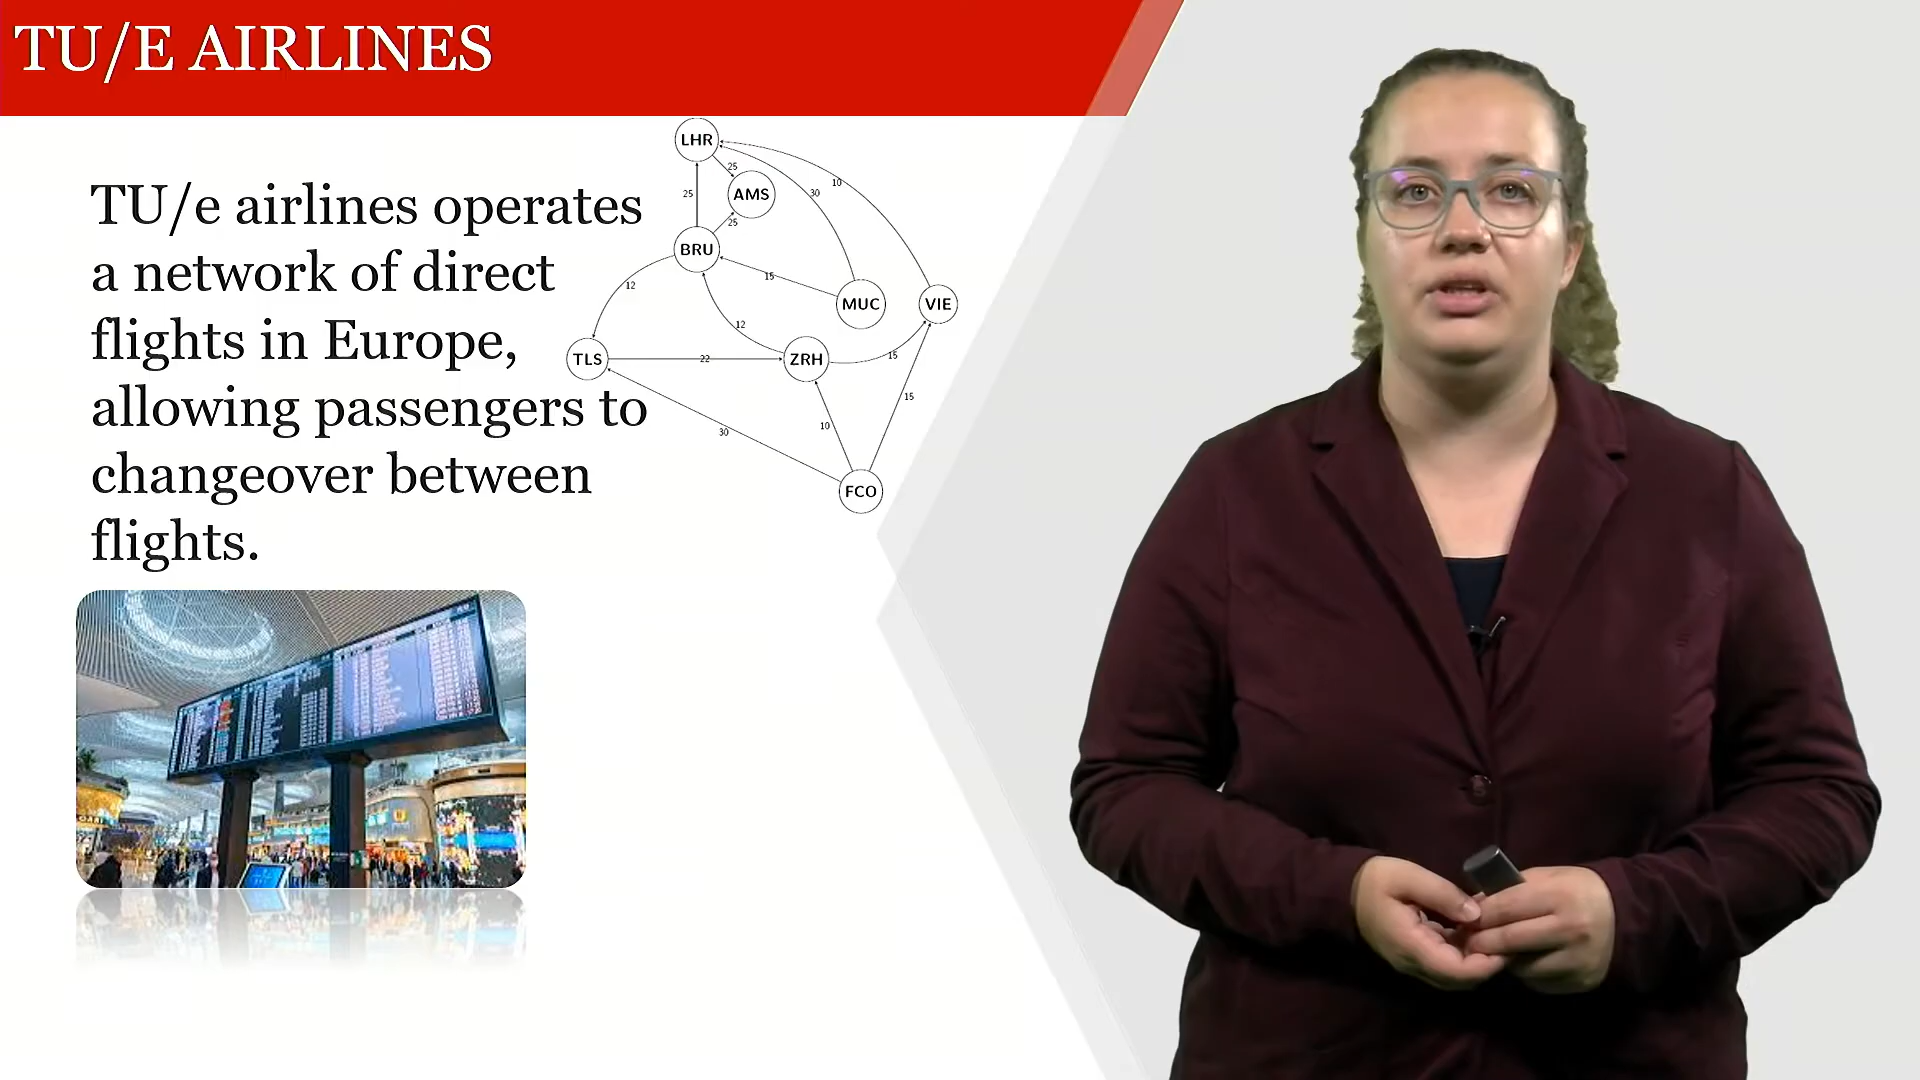 TU/E AIRLINES
TU/e airlines operates
a network of direct
flights in Europe,
allowing passengers to
changeover between
flights.
LHR
25
AMS
10
30
25
25
BRU
15
12
MUC
VIE
12
TLS
22
ZRH
15
15
10
30
FCO